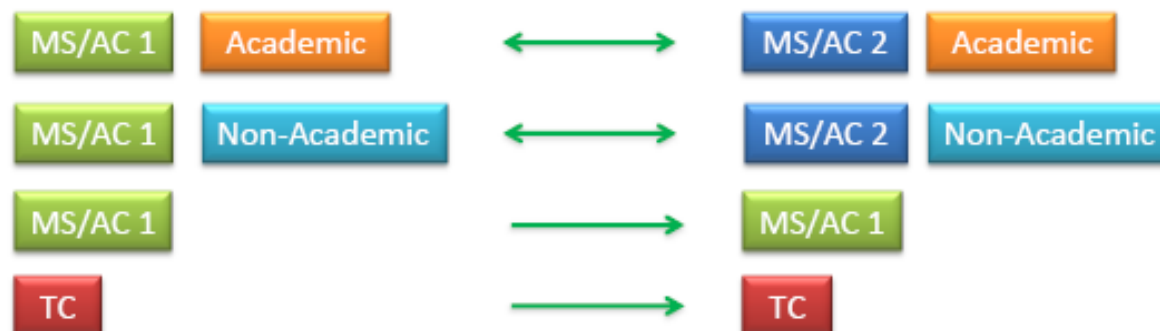 MS/AC 1 Academic MS/AC 2 Academic
MS/AC 1 Non-Academic MS/AC 2 Non-Academic
MS/AC 1 MS/AC 1
TC TC